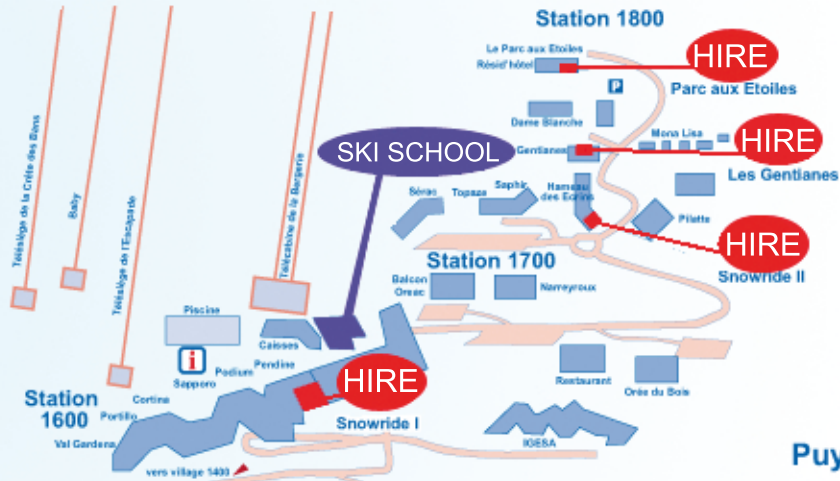 Station 1800
Le Parc aux Etoiles
Résid'hôtel
HIRE
Parc aux Etoiles
P
Dame Blanche
Mona Lisa
HIRE
Gentianes
Les Gentianes
SKI SCHOOL
Télésiège de la Crête des Bans
Baby
Télésiège de l'Escapade
Télécabine de la Bergerie
Sérac
Topaze
Saphir
Hameau
des Ecrins
Pilatte
HIRE
Snowride II
Station 1700
Balcon
Oréac
Narreyroux
Piscine
Caisses
i
Sapporo
Podium
Pendine
Restaurant
Orée du Bois
Station
1600
Cortina
Portillo
Val Gardena
HIRE
Snowride I
IGESA
vers village 1400
Puy